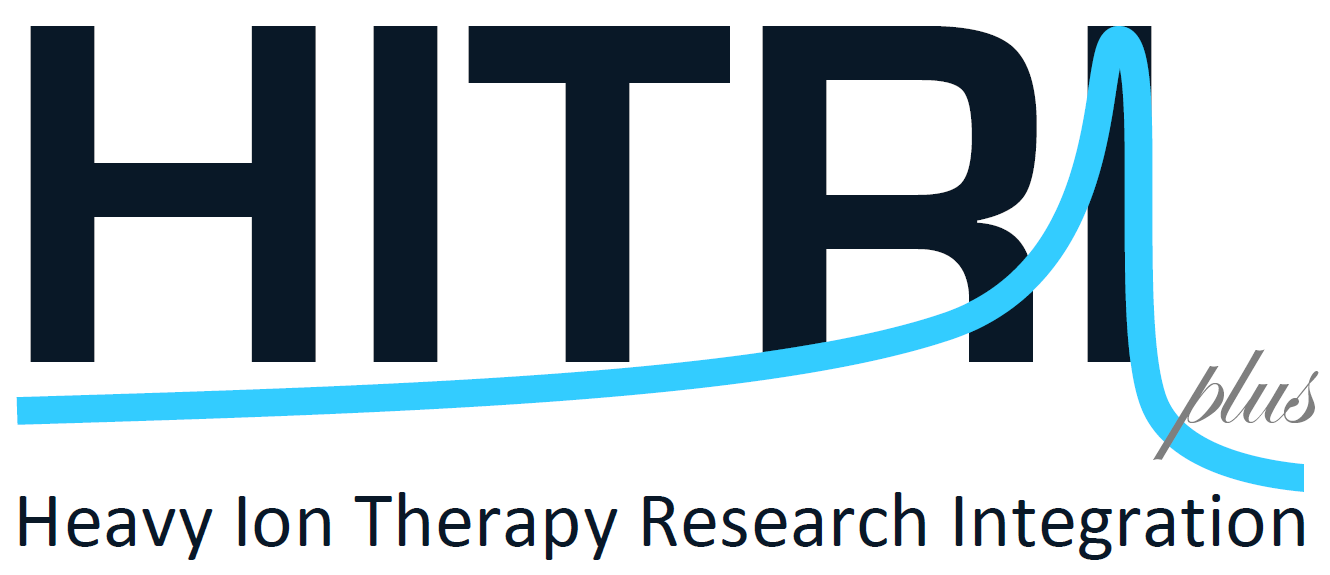 HITRI
plus
Heavy Ion Therapy Research Integration